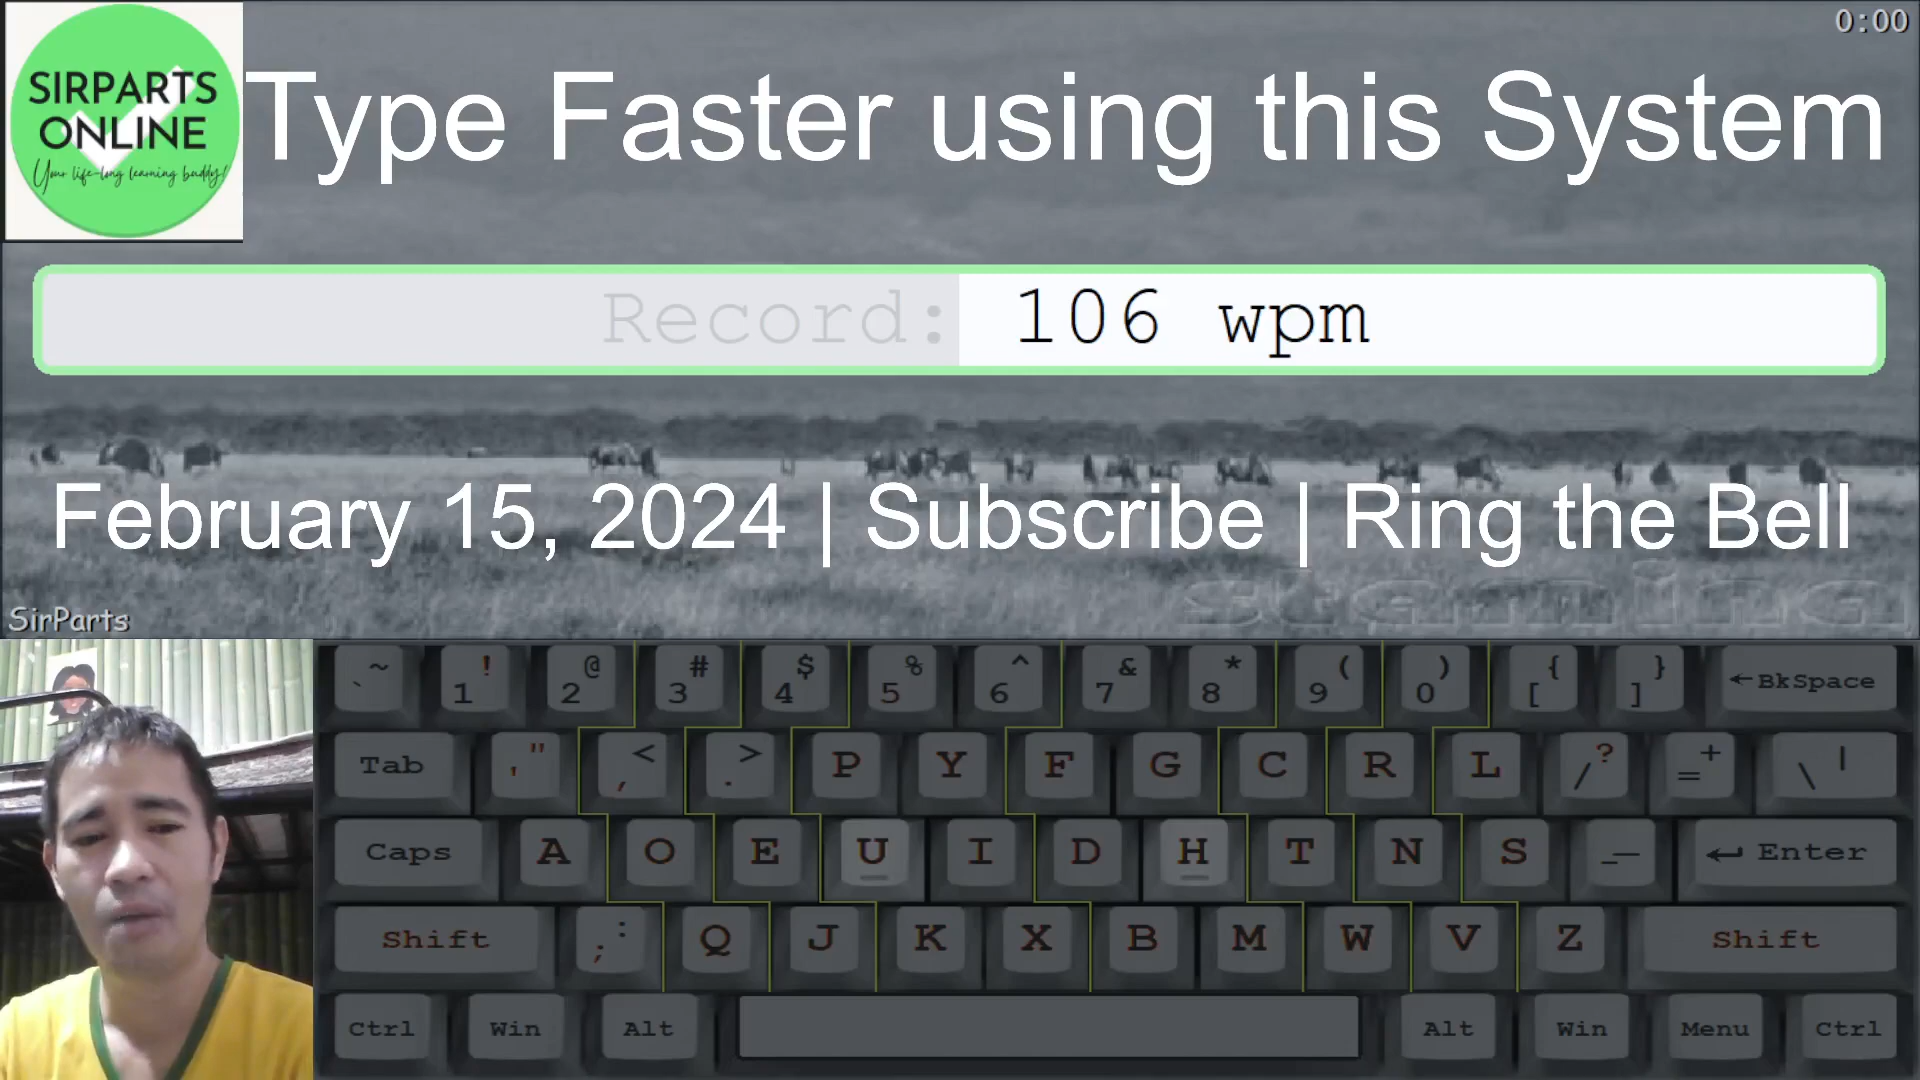 SIRPARTS
ONLINE
Your life-long learning buddy!
0:00
Type Faster using this System
Record: 106 wpm
February 15, 2024 | Subscribe | Ring the Bell
stamina
SirParts
~ ` ! 1 @ 2 # 3 $ 4 % 5 ^ 6 & 7 * 8 ( 9 ) 0 { [ } ] ←BkSpace
Tab " ' < , > . P Y F G C R L ? / + = | \
Caps A O E U I D H T N S _ - Enter
Shift : ; Q J K X B M W V Z Shift
Ctrl Win Alt Alt Win Menu Ctrl